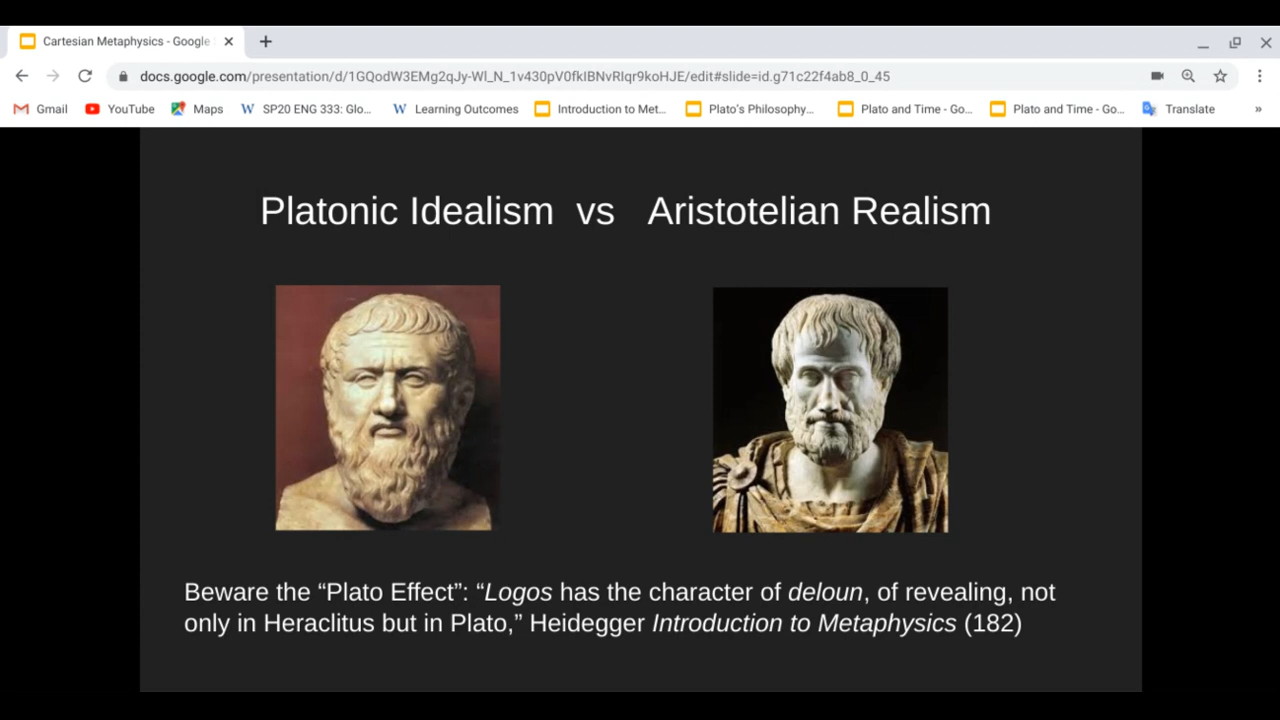 Cartesian Metaphysics - Google
docs.google.com/presentation/d/1GQodW3EMg2qJy-Wl_N_1v430pV0fkIBNvRIqr9koHJE/edit#slide=id.g71c22f4ab8_0_45
Gmail YouTube Maps SP20 ENG 333: Glo... Learning Outcomes Introduction to Met... Plato's Philosophy... Plato and Time - Go... Plato and Time - Go... Translate »
Platonic Idealism vs Aristotelian Realism
Beware the “Plato Effect”: “Logos has the character of deloun, of revealing, not
only in Heraclitus but in Plato,” Heidegger Introduction to Metaphysics (182)